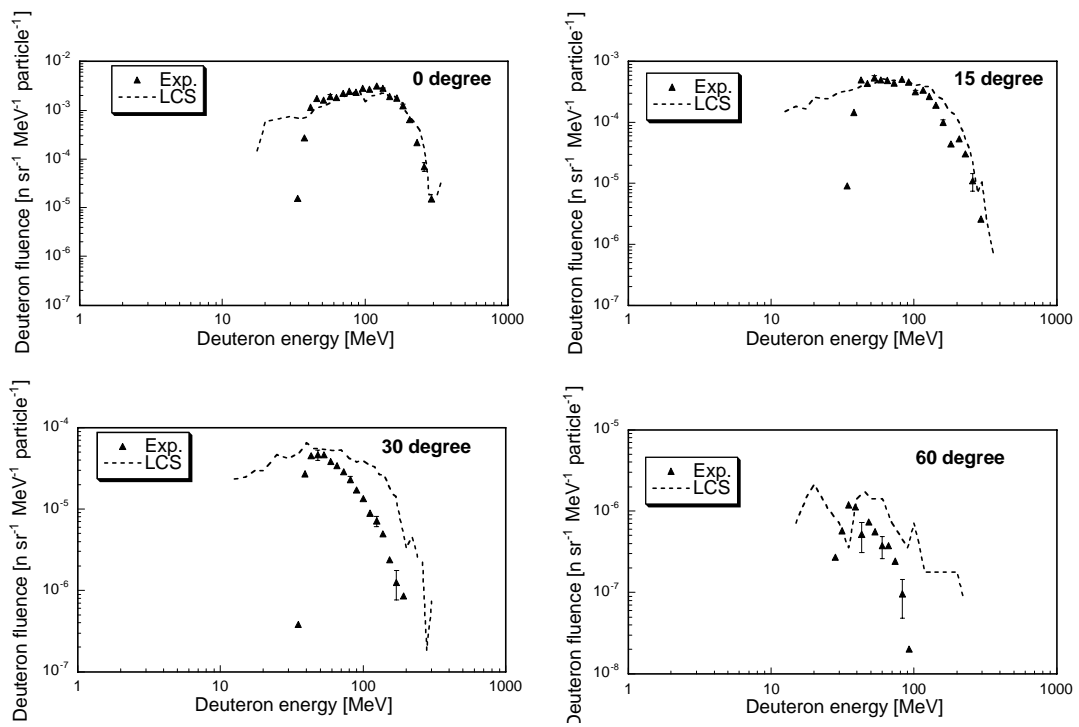 Deuteron fluence [n sr-1 MeV-1 particle-1]
10-2
10-3
10-4
10-5
10-6
10-7
Exp.
LCS
0 degree
1
10
100
1000
Deuteron energy [MeV]
Deuteron fluence [n sr-1 MeV-1 particle-1]
10-3
10-4
10-5
10-6
10-7
Exp.
LCS
15 degree
1
10
100
1000
Deuteron energy [MeV]
Deuteron fluence [n sr-1 MeV-1 particle-1]
10-4
10-5
10-6
10-7
Exp.
LCS
30 degree
1
10
100
1000
Deuteron energy [MeV]
Deuteron fluence [n sr-1 MeV-1 particle-1]
10-5
10-6
10-7
10-8
Exp.
LCS
60 degree
1
10
100
1000
Deuteron energy [MeV]